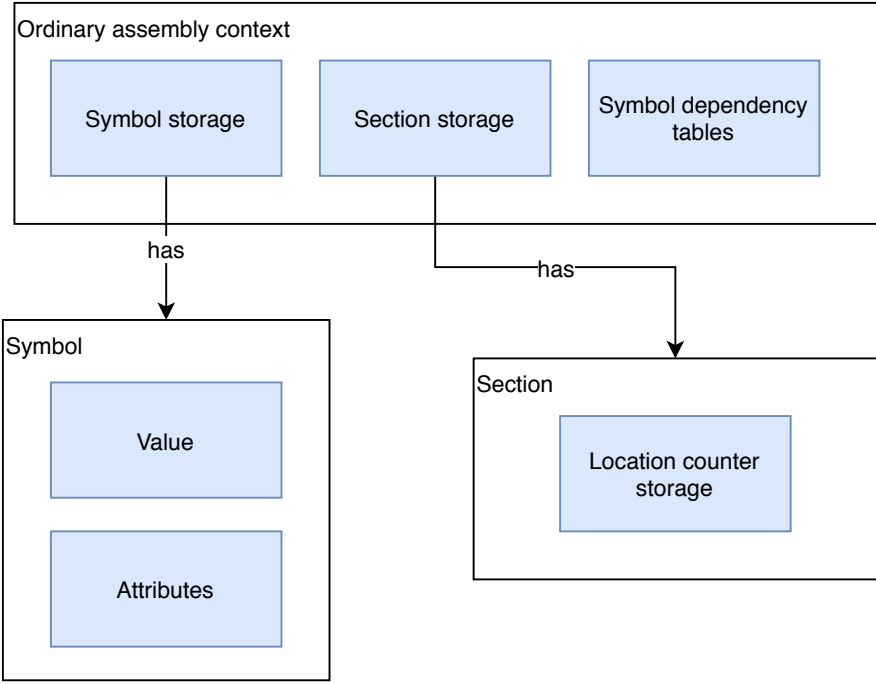 Ordinary assembly context
Symbol storage
Section storage
Symbol dependency
tables
has
has
Symbol
Value
Attributes
Section
Location counter
storage